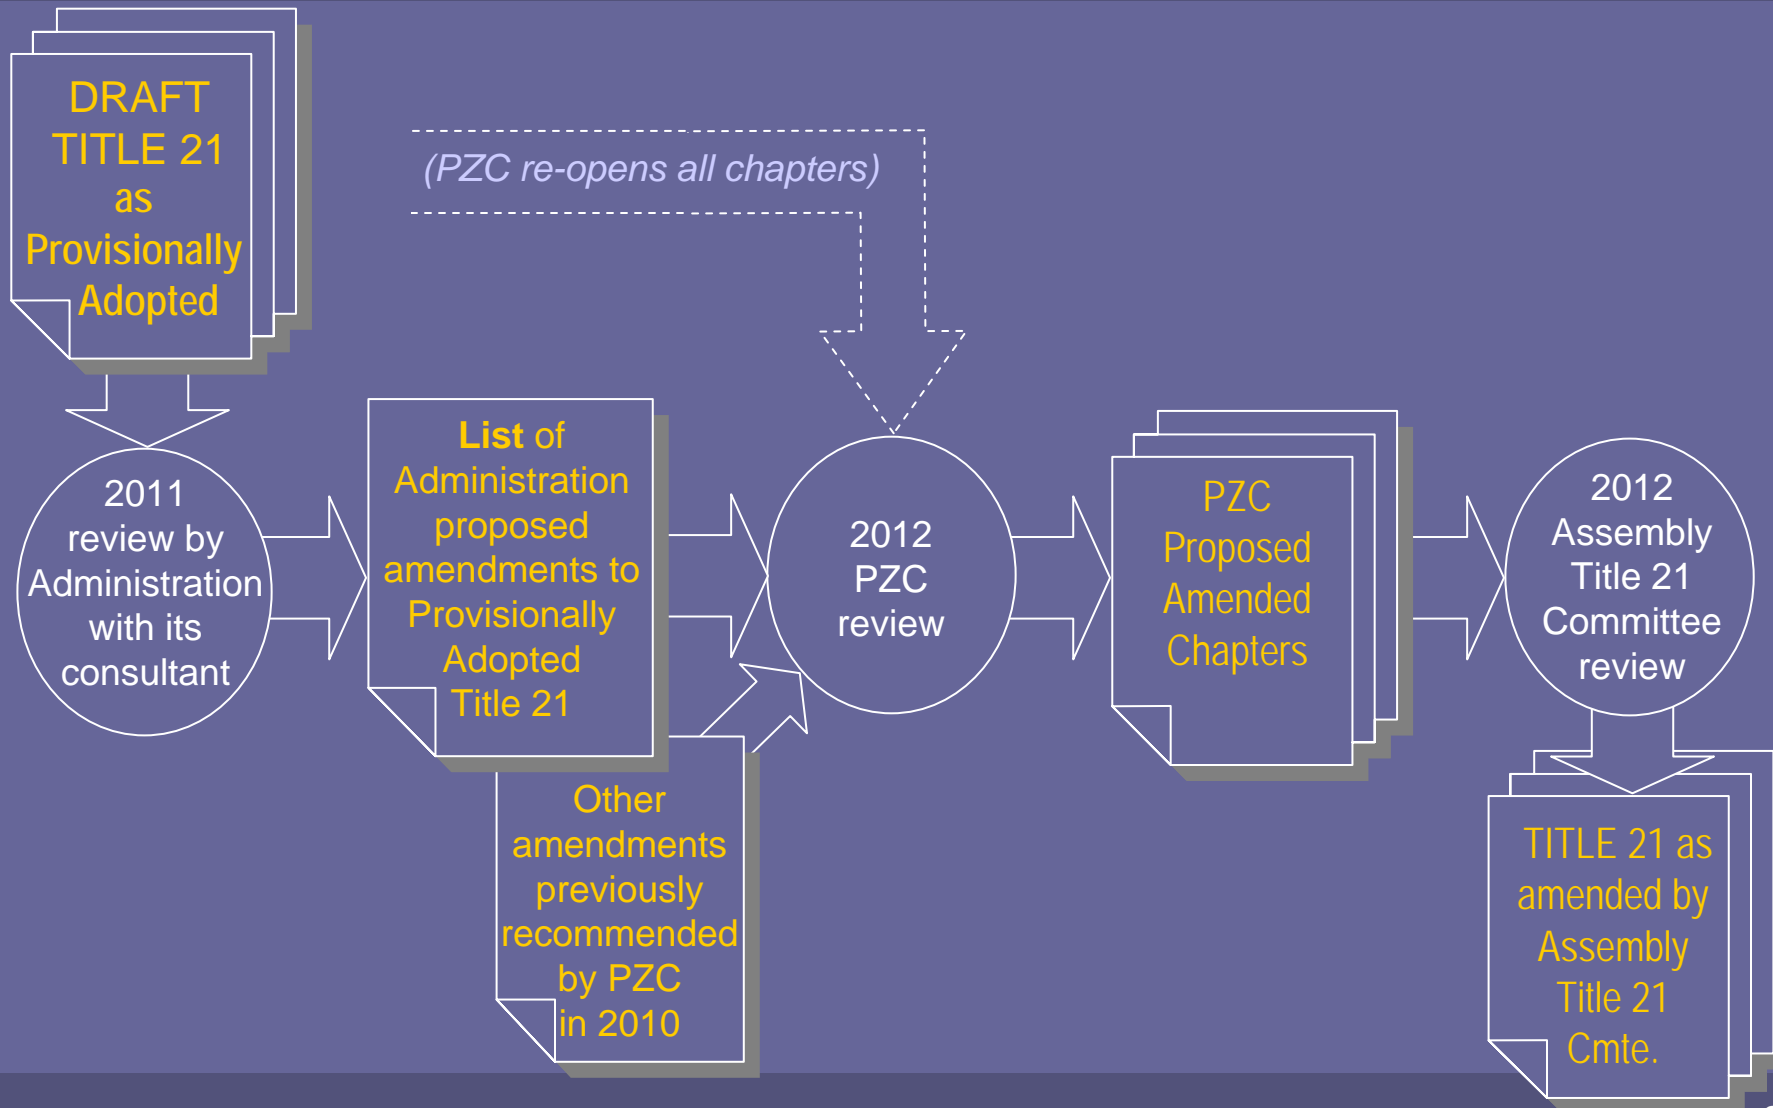 DRAFT
TITLE 21
as
Provisionally
Adopted
(PZC re-opens all chapters)
2011
review by
Administration
with its
consultant
List of
Administration
proposed
amendments to
Provisionally
Adopted
Title 21
Other
amendments
previously
recommended
by PZC
in 2010
2012
PZC
review
PZC
Proposed
Amended
Chapters
2012
Assembly
Title 21
Committee
review
TITLE 21 as
amended by
Assembly
Title 21
Cmte.